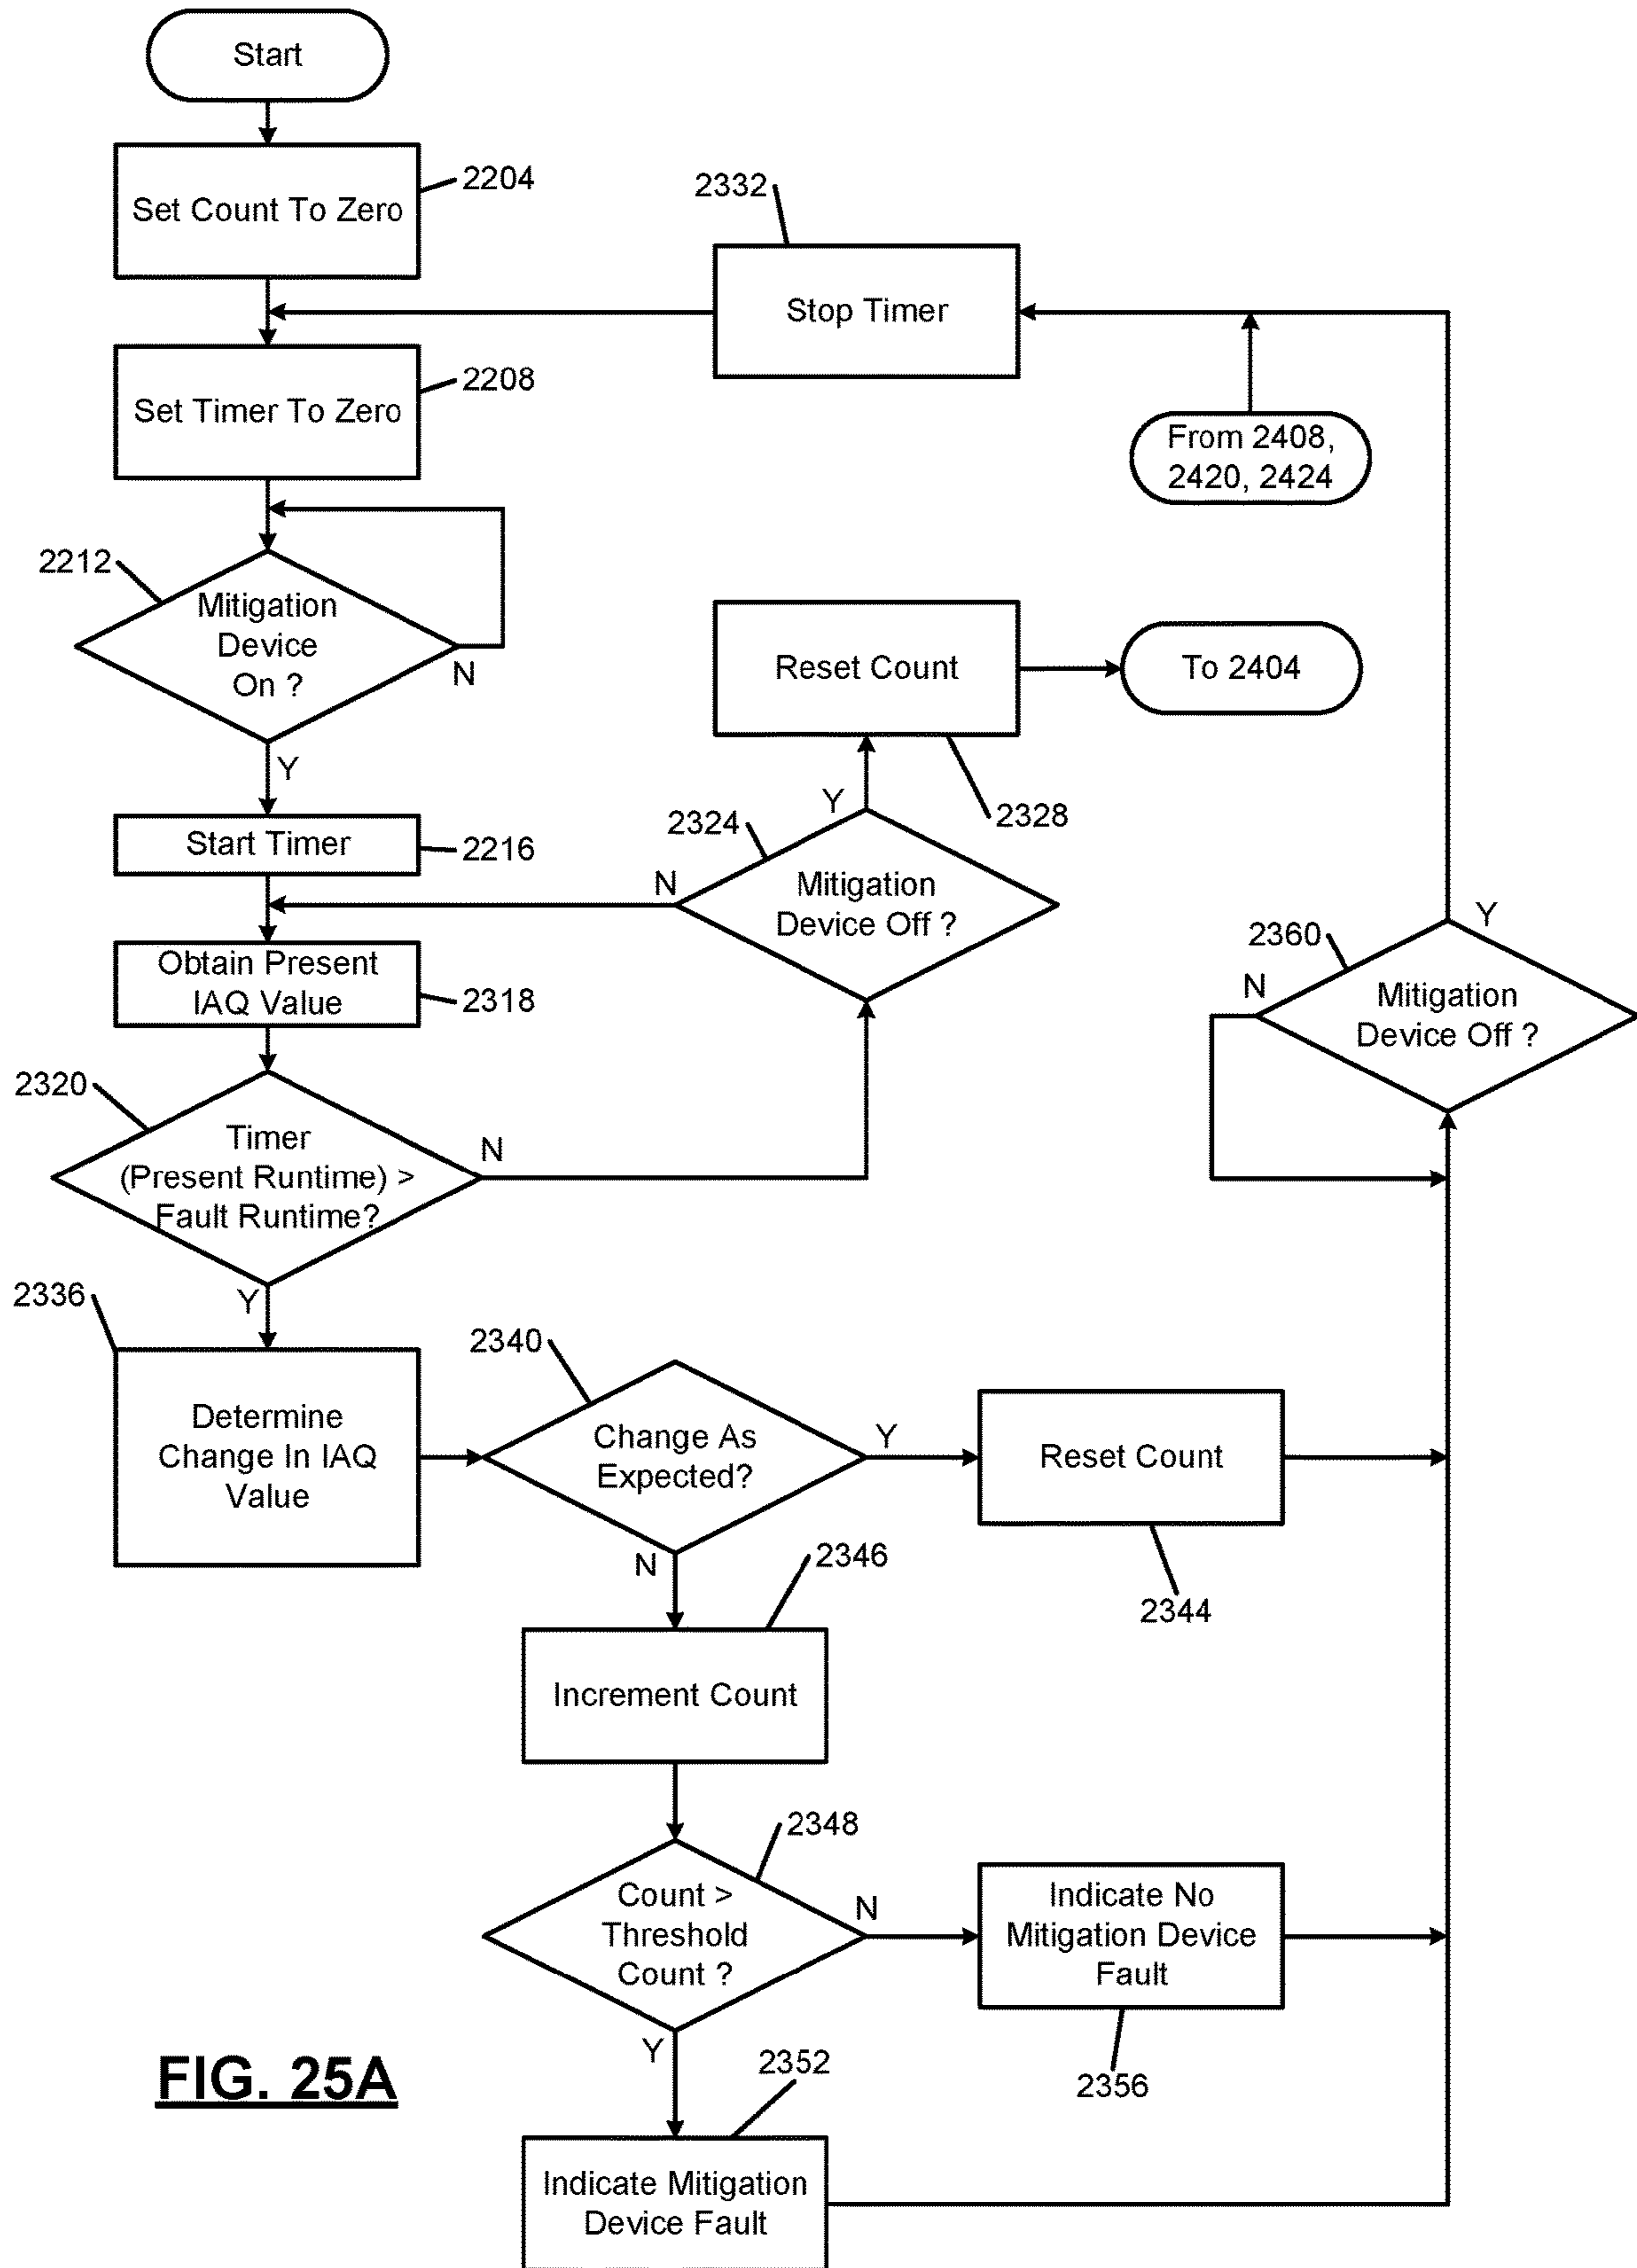 Start
Set Count To Zero
2204
2332
Stop Timer
Set Timer To Zero
2208
From 2408,
2420, 2424
2212
Mitigation
Device
On ?
N
Y
Reset Count
To 2404
2328
Start Timer
2216
2324
Y
N
Mitigation
Device Off ?
Obtain Present
IAQ Value
2318
2360
Y
N
Mitigation
Device Off ?
2320
Timer
(Present Runtime) >
Fault Runtime?
N
Y
2336
Determine
Change In IAQ
Value
2340
Change As
Expected?
Y
N
Reset Count
2344
2346
Increment Count
2348
Count >
Threshold
Count ?
N
Y
Indicate No
Mitigation Device
Fault
2356
2352
Indicate Mitigation
Device Fault
FIG. 25A